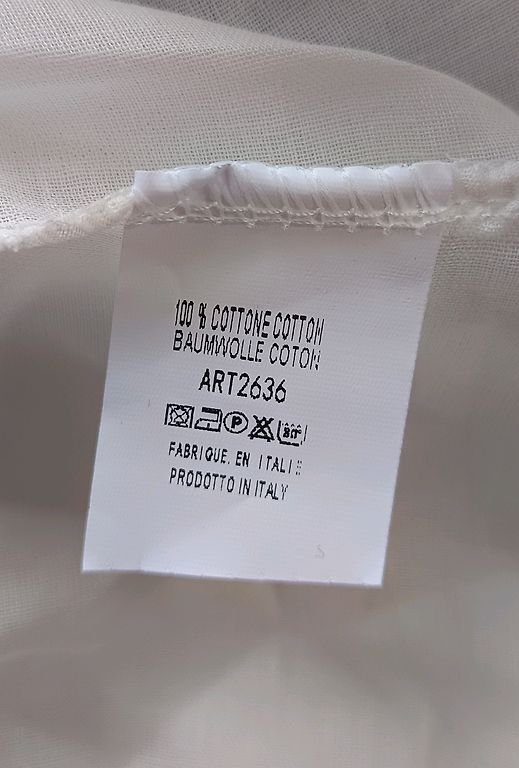 100 % COTTONE COTTON
BAUMWOLLE COTON
ART2636
P
FABRIQUE. EN ITALIE
PRODOTTO IN ITALY
S